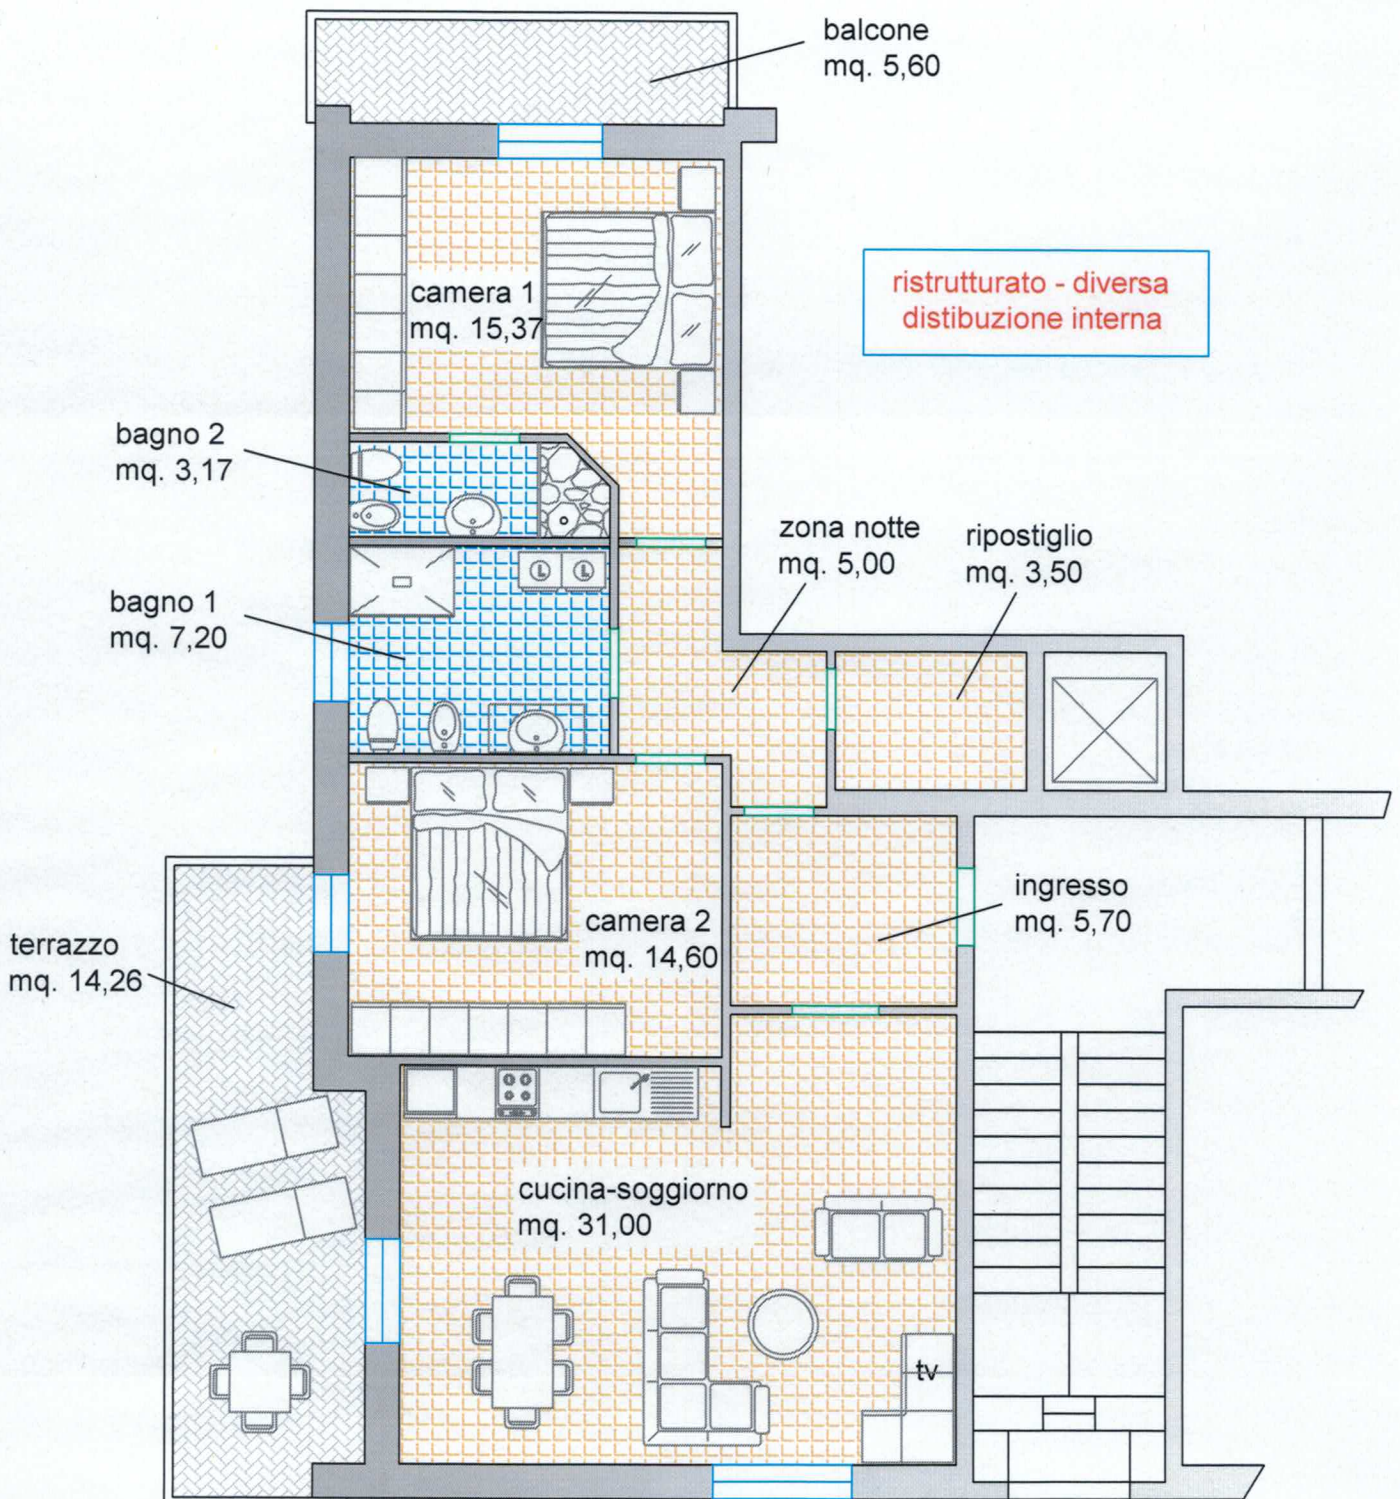 balcone
mq. 5,60
ristrutturato - diversa
distibuzione interna
camera 1
mq. 15,37
bagno 2
mq. 3,17
zona notte
mq. 5,00
ripostiglio
mq. 3,50
bagno 1
mq. 7,20
L L
ingresso
mq. 5,70
camera 2
mq. 14,60
terrazzo
mq. 14,26
cucina-soggiorno
mq. 31,00
tv